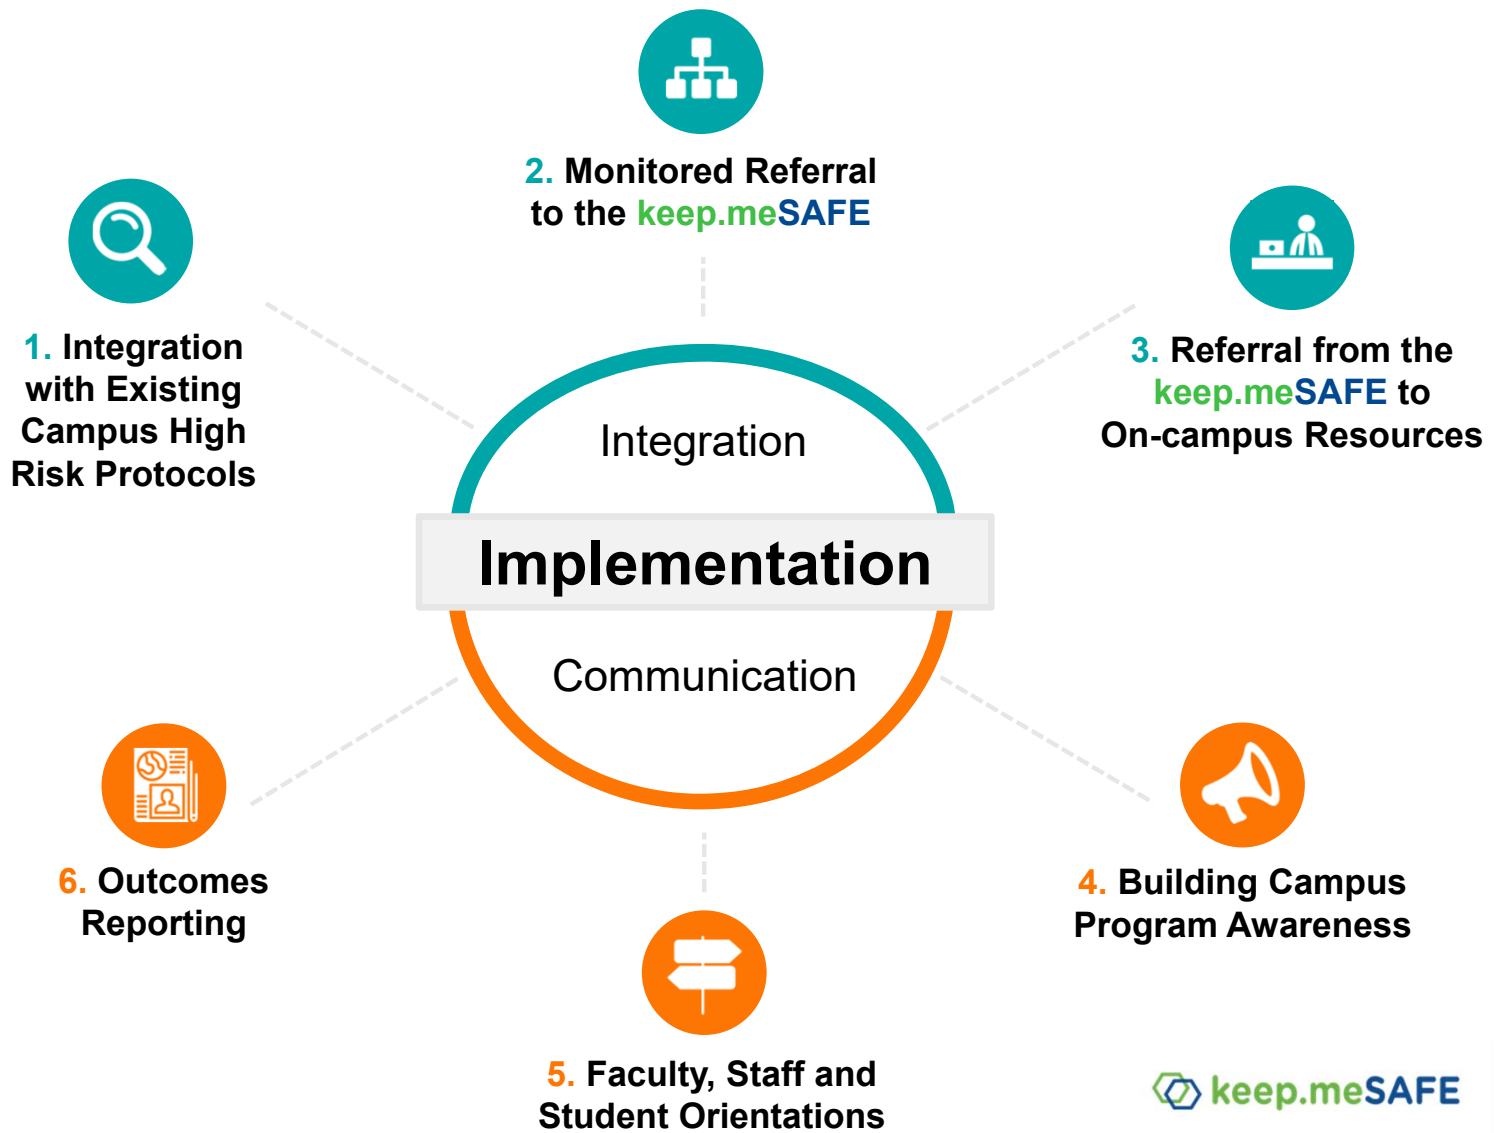 2. Monitored Referral
to the keep.meSAFE
1. Integration
with Existing
Campus High
Risk Protocols
3. Referral from the
keep.meSAFE to
On-campus Resources
Integration
Implementation
Communication
6. Outcomes
Reporting
4. Building Campus
Program Awareness
5. Faculty, Staff and
Student Orientations
keep.meSAFE